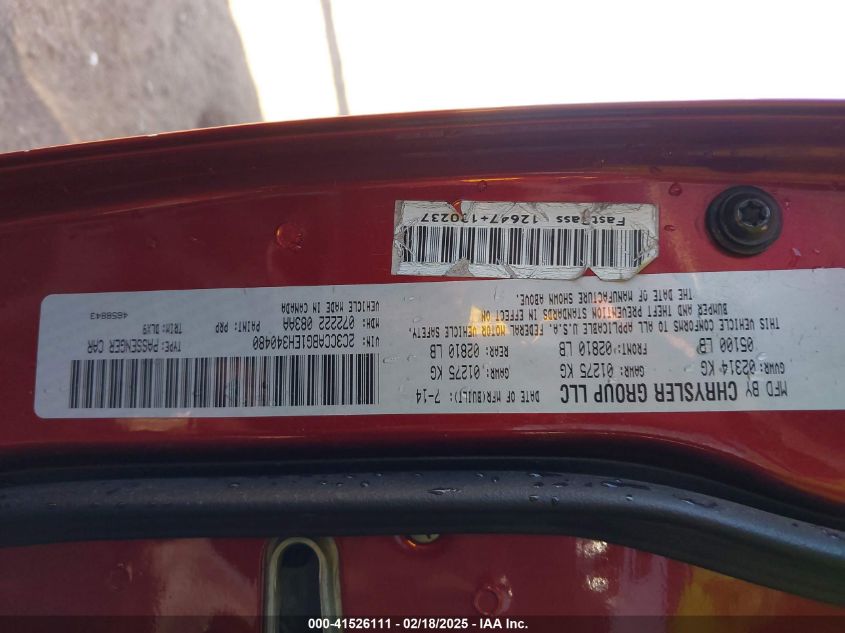 MFD BY CHRYSLER GROUP LLC DATE OF MFR(BUILT): 7-14
GVWR: 02314 KG GAWR: 01275 KG GAWR: 01275 KG
05100 LB FRONT: 02810 LB REAR: 02810 LB
THIS VEHICLE CONFORMS TO ALL APPLICABLE U.S.A. FEDERAL MOTOR VEHICLE SAFETY,
BUMPER AND THEFT PREVENTION STANDARDS IN EFFECT ON
THE DATE OF MANUFACTURE SHOWN ABOVE.
VIN: 2C3CCABG1EH340480 TYPE: PASSENGER CAR
MDH: 072222 083AA
PAINT: PRP TRIM: DLX9
VEHICLE MADE IN CANADA 4658843
FastPass 12647+130237
000-41526111 - 02/18/2025 - IAA Inc.